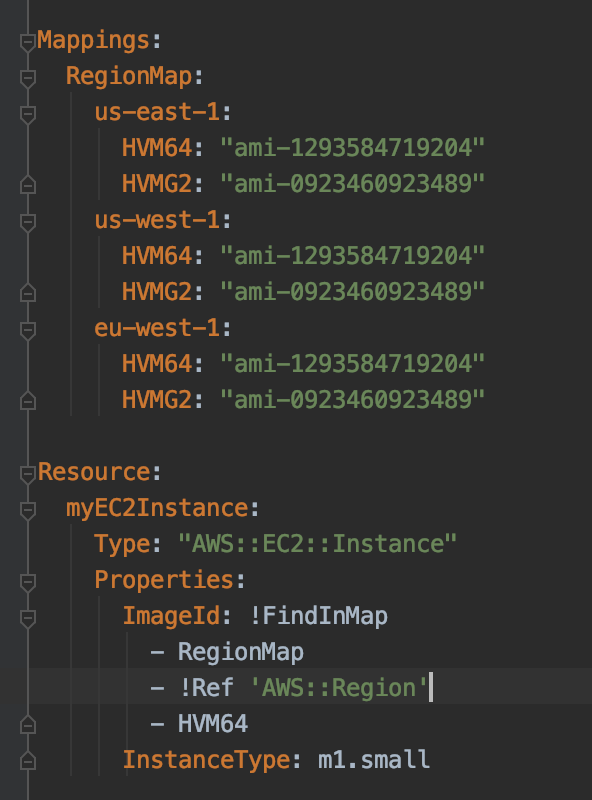 Mappings:
RegionMap:
us-east-1:
HVM64: "ami-1293584719204"
HVMG2: "ami-0923460923489"
us-west-1:
HVM64: "ami-1293584719204"
HVMG2: "ami-0923460923489"
eu-west-1:
HVM64: "ami-1293584719204"
HVMG2: "ami-0923460923489"
Resource:
myEC2Instance:
Type: "AWS::EC2::Instance"
Properties:
ImageId: !FindInMap
- RegionMap
- !Ref 'AWS::Region'
- HVM64
InstanceType: m1.small